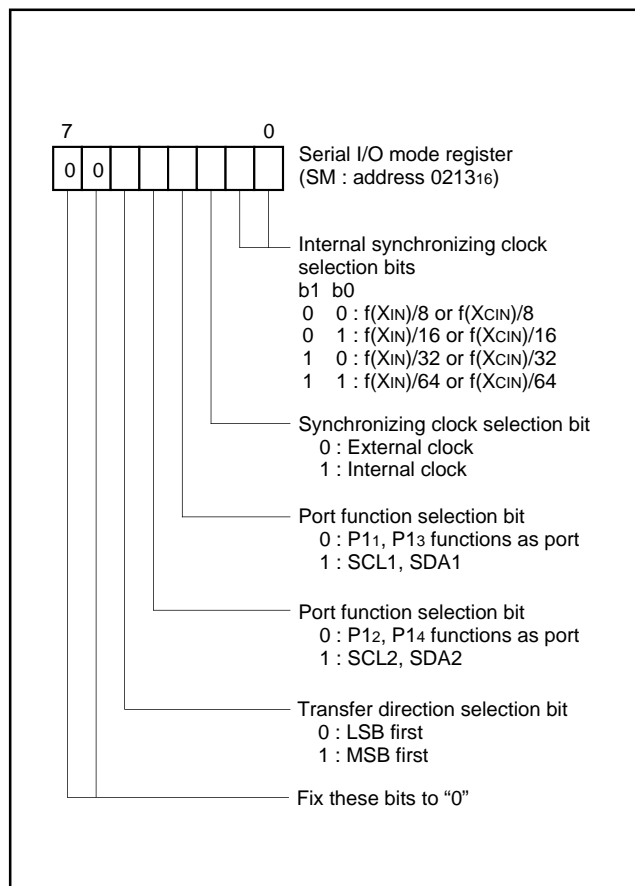 7 0
0 0
Serial I/O mode register
(SM : address 021316)
Internal synchronizing clock
selection bits
b1 b0
0 0 : f(XIN)/8 or f(XCIN)/8
0 1 : f(XIN)/16 or f(XCIN)/16
1 0 : f(XIN)/32 or f(XCIN)/32
1 1 : f(XIN)/64 or f(XCIN)/64
Synchronizing clock selection bit
0 : External clock
1 : Internal clock
Port function selection bit
0 : P11, P13 functions as port
1 : SCL1, SDA1
Port function selection bit
0 : P12, P14 functions as port
1 : SCL2, SDA2
Transfer direction selection bit
0 : LSB first
1 : MSB first
Fix these bits to “0”